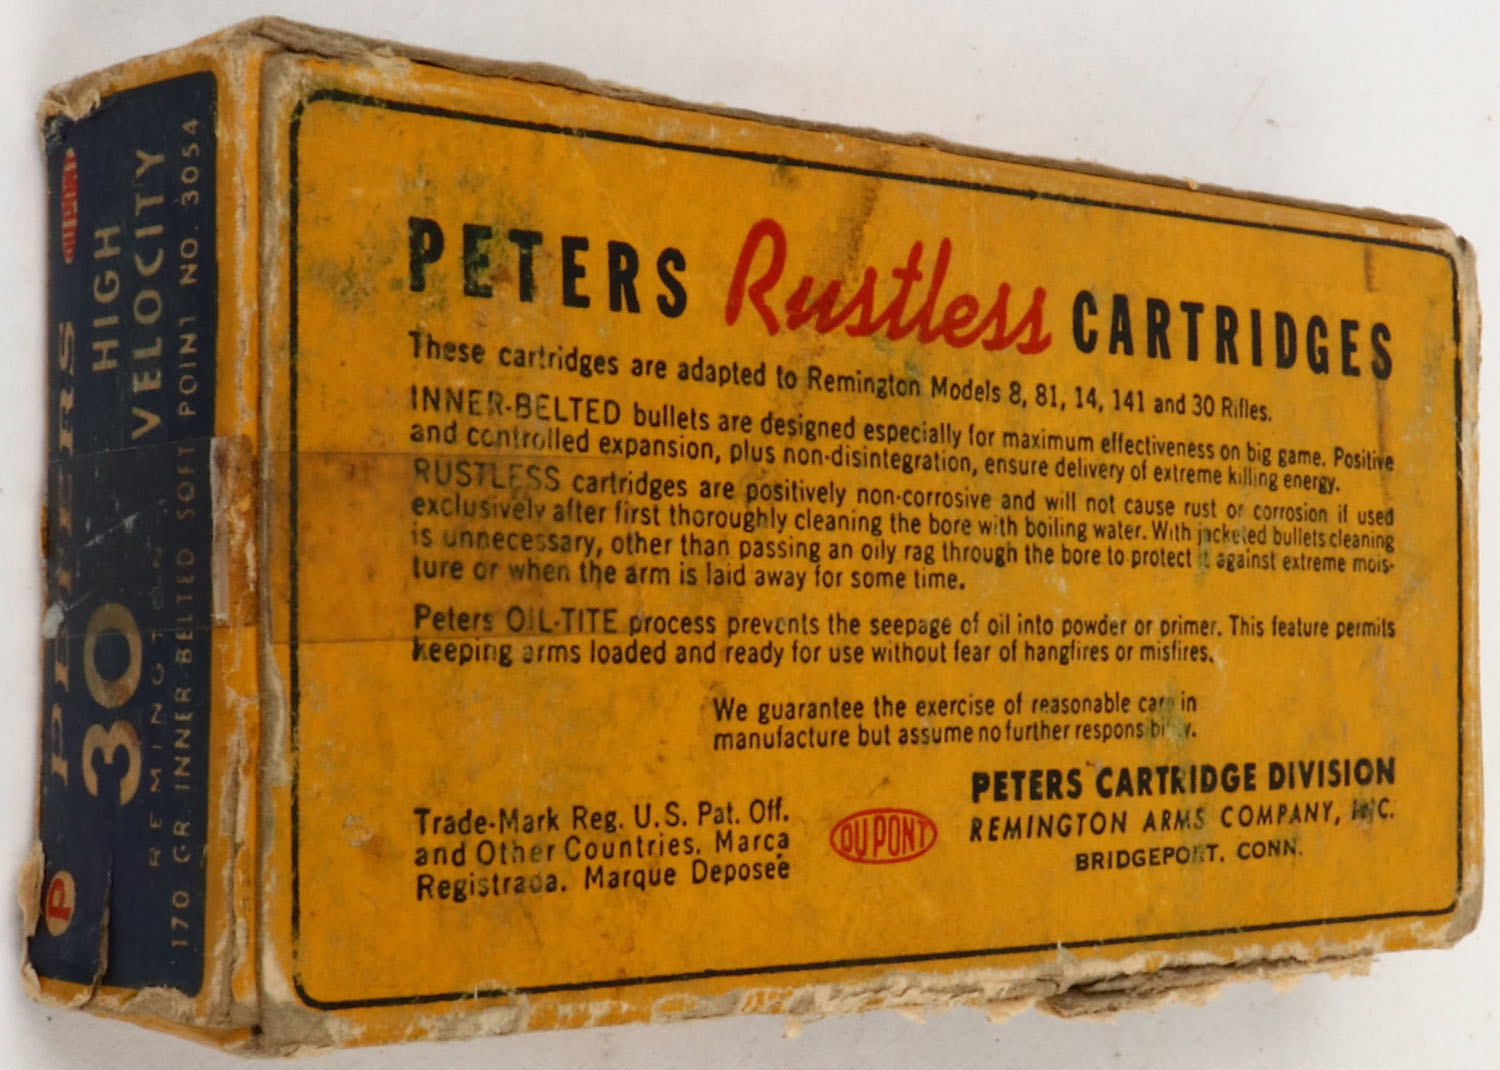 DUPONT
PETERS
HIGH
VELOCITY
30
REMINGTON
170 GR. INNER-BELTED SOFT POINT NO. 3054
P
PETERS Rustless CARTRIDGES
These cartridges are adapted to Remington Models 8, 81, 14, 141 and 30 Rifles.
INNER-BELTED bullets are designed especially for maximum effectiveness on big game. Positive
and controlled expansion, plus non-disintegration, ensure delivery of extreme killing energy.
RUSTLESS cartridges are positively non-corrosive and will not cause rust or corrosion if used
exclusively after first thoroughly cleaning the bore with boiling water. With jacketed bullets cleaning
is unnecessary, other than passing an oily rag through the bore to protect it against extreme mois-
ture or when the arm is laid away for some time.
Peters OIL-TITE process prevents the seepage of oil into powder or primer. This feature permits
keeping arms loaded and ready for use without fear of hangfires or misfires.
We guarantee the exercise of reasonable care in
manufacture but assume no further responsibility.
Trade-Mark Reg. U.S. Pat. Off.
and Other Countries. Marca
Registrada. Marque Deposeé
DU PONT
PETERS CARTRIDGE DIVISION
REMINGTON ARMS COMPANY, INC.
BRIDGEPORT, CONN.